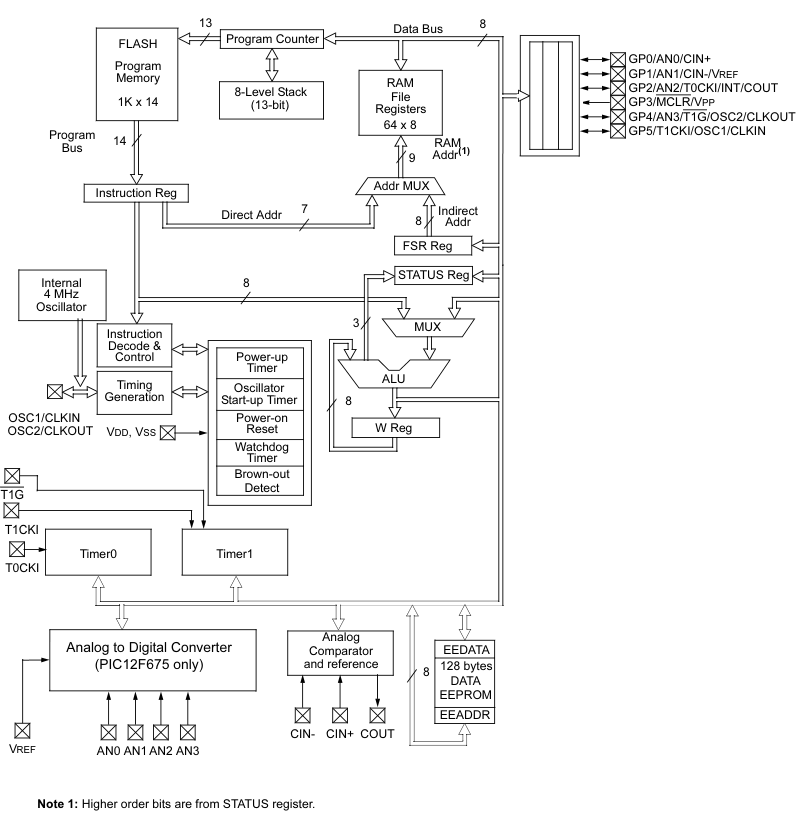 13
Data Bus
8
FLASH
Program
Memory
1K x 14
Program Counter
8-Level Stack
(13-bit)
RAM
File
Registers
64 x 8
GP0/AN0/CIN+
GP1/AN1/CIN-/VREF
GP2/AN2/T0CKI/INT/COUT
GP3/MCLR/VPP
GP4/AN3/T1G/OSC2/CLKOUT
GP5/T1CKI/OSC1/CLKIN
Program
Bus
14
RAM
Addr(1)
9
Addr MUX
Instruction Reg
Direct Addr
7
Indirect
Addr
8
FSR Reg
STATUS Reg
Internal
4 MHz
Oscillator
8
3
MUX
Instruction
Decode &
Control
Timing
Generation
OSC1/CLKIN
OSC2/CLKOUT
VDD, VSS
Power-up
Timer
Oscillator
Start-up Timer
Power-on
Reset
Watchdog
Timer
Brown-out
Detect
ALU
8
W Reg
T1G
T1CKI
T0CKI
Timer0
Timer1
Analog to Digital Converter
(PIC12F675 only)
Analog
Comparator
and reference
8
EEDATA
128 bytes
DATA
EEPROM
EEADDR
VREF
AN0 AN1 AN2 AN3
CIN- CIN+ COUT
Note 1: Higher order bits are from STATUS register.